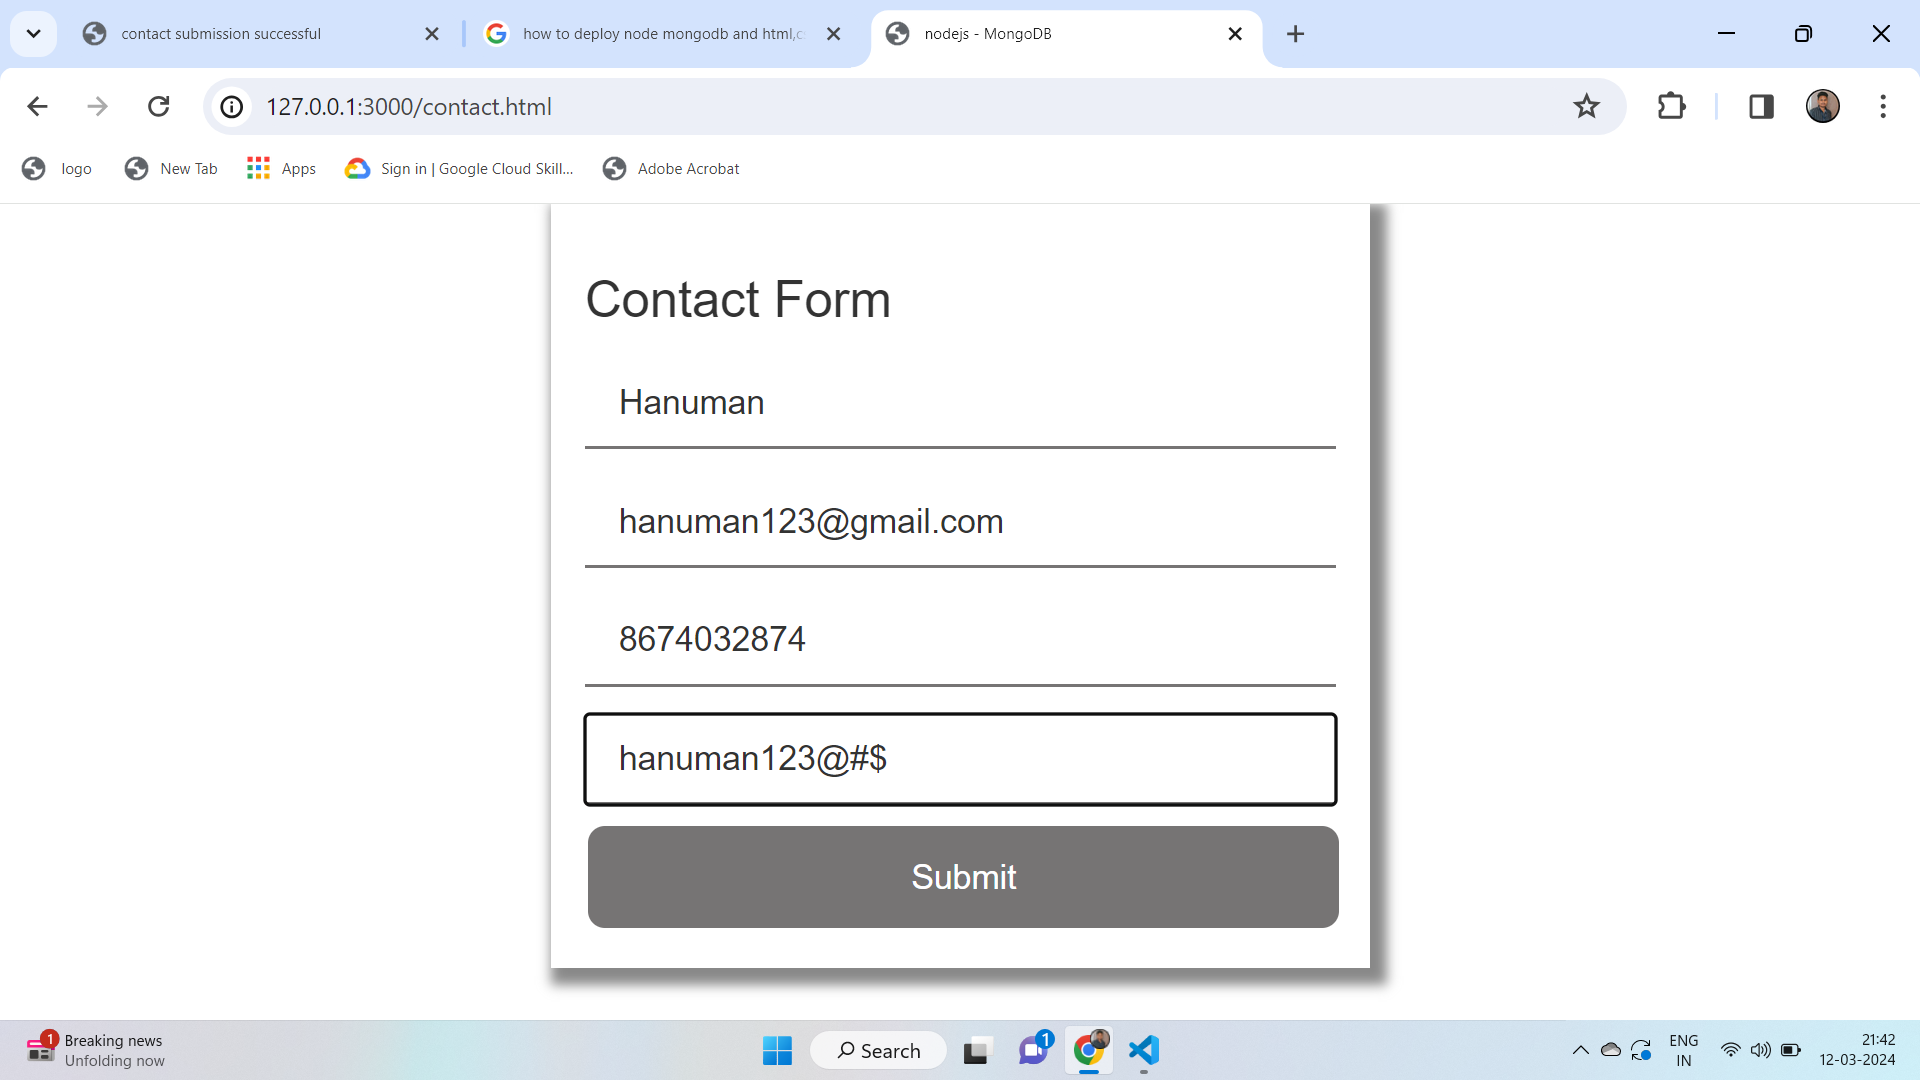 contact submission successful
how to deploy node mongodb and html,c
nodejs - MongoDB
127.0.0.1:3000/contact.html
logo
New Tab
Apps
Sign in | Google Cloud Skill...
Adobe Acrobat
Contact Form
Hanuman
hanuman123@gmail.com
8674032874
hanuman123@#$
Submit
1
Breaking news
Unfolding now
Search
1
ENG
IN
21:42
12-03-2024